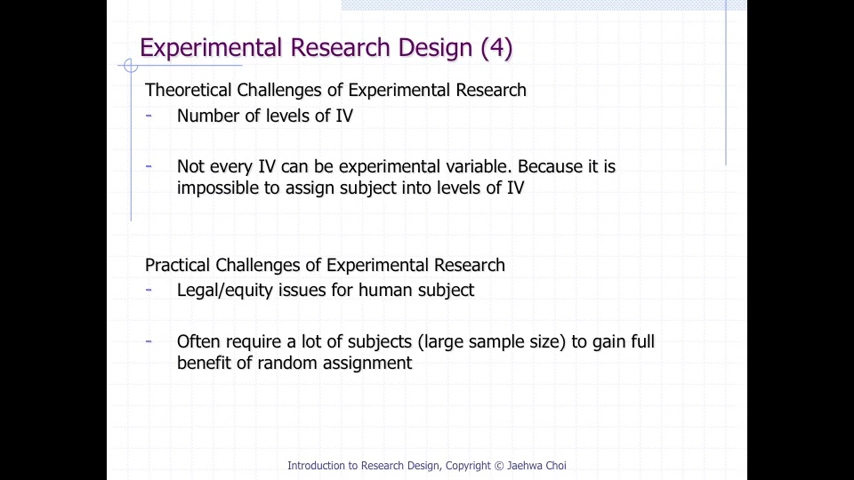 Experimental Research Design (4)
Theoretical Challenges of Experimental Research
- Number of levels of IV
- Not every IV can be experimental variable. Because it is
impossible to assign subject into levels of IV
Practical Challenges of Experimental Research
- Legal/equity issues for human subject
- Often require a lot of subjects (large sample size) to gain full
benefit of random assignment
Introduction to Research Design, Copyright © Jaehwa Choi